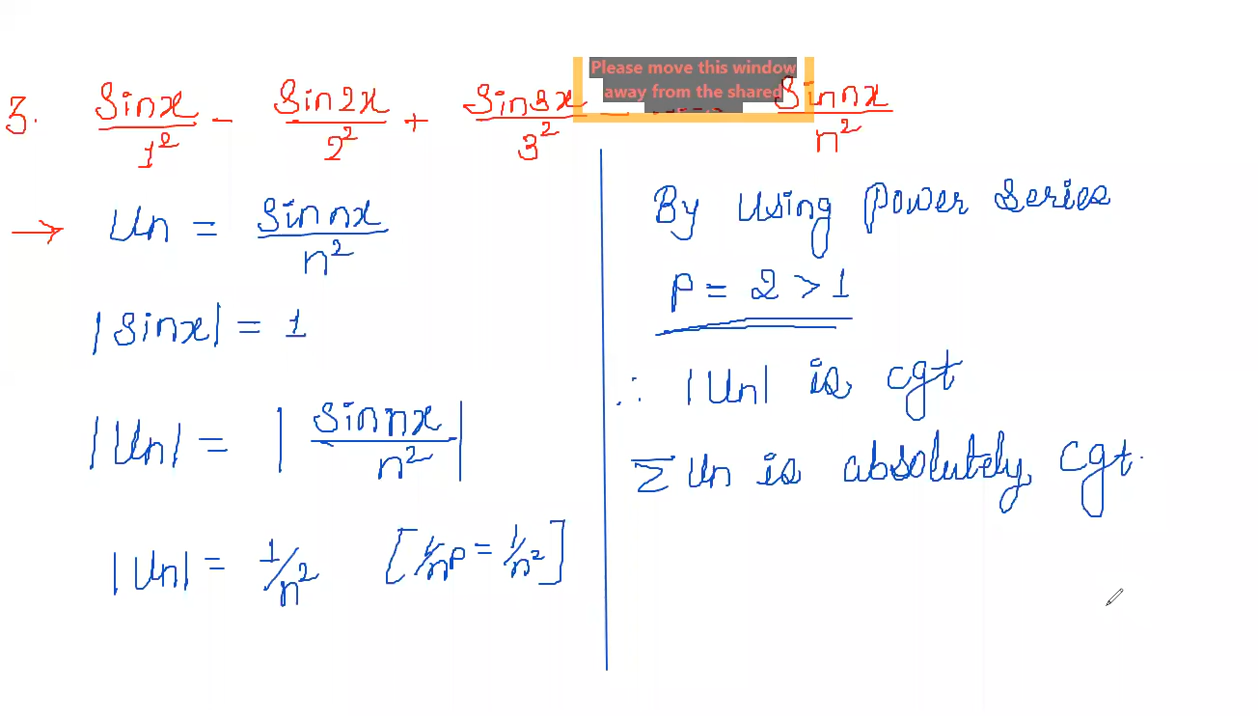 3. Sinx/1² - Sin2x/2² + Sin3x/3² - Sinnx/n²
Please move this window
away from the shared
→ Un = Sinnx/n²
|Sinx| = 1
|Un| = |Sinnx/n²|
|Un| = 1/n² [1/nᵖ = 1/n²]
By Using Power Series
P = 2 > 1
∴ |Un| is cgt
Σ Un is absolutely cgt.